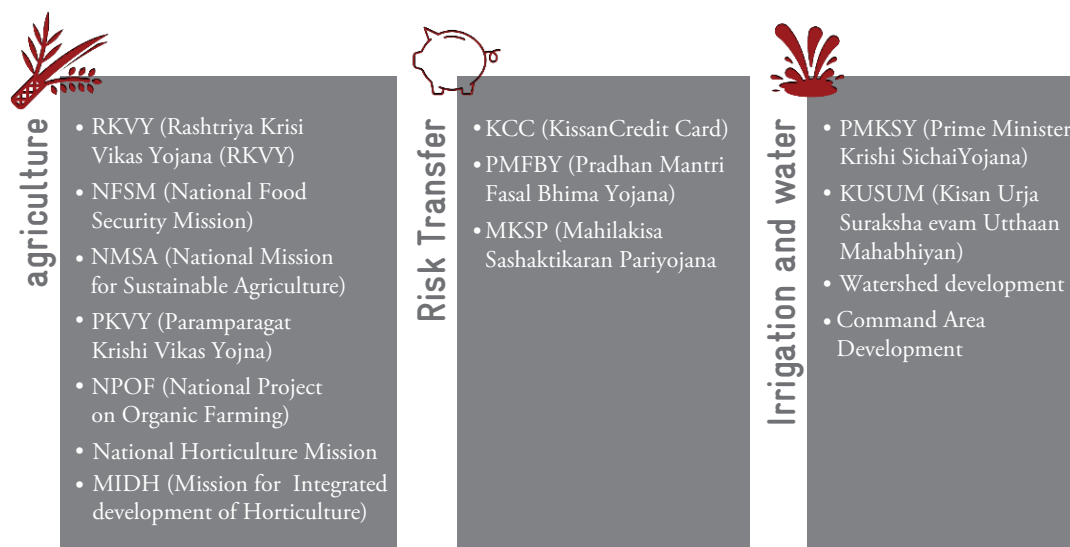 agriculture
• RKVY (Rashtriya Krisi
Vikas Yojana (RKVY)
• NFSM (National Food
Security Mission)
• NMSA (National Mission
for Sustainable Agriculture)
• PKVY (Paramparagat
Krishi Vikas Yojna)
• NPOF (National Project
on Organic Farming)
• National Horticulture Mission
• MIDH (Mission for Integrated
development of Horticulture)
Risk Transfer
• KCC (KissanCredit Card)
• PMFBY (Pradhan Mantri
Fasal Bhima Yojana)
• MKSP (Mahilakisa
Sashaktikaran Pariyojana
Irrigation and water
• PMKSY (Prime Minister
Krishi SichaiYojana)
• KUSUM (Kisan Urja
Suraksha evam Utthaan
Mahabhiyan)
• Watershed development
• Command Area
Development